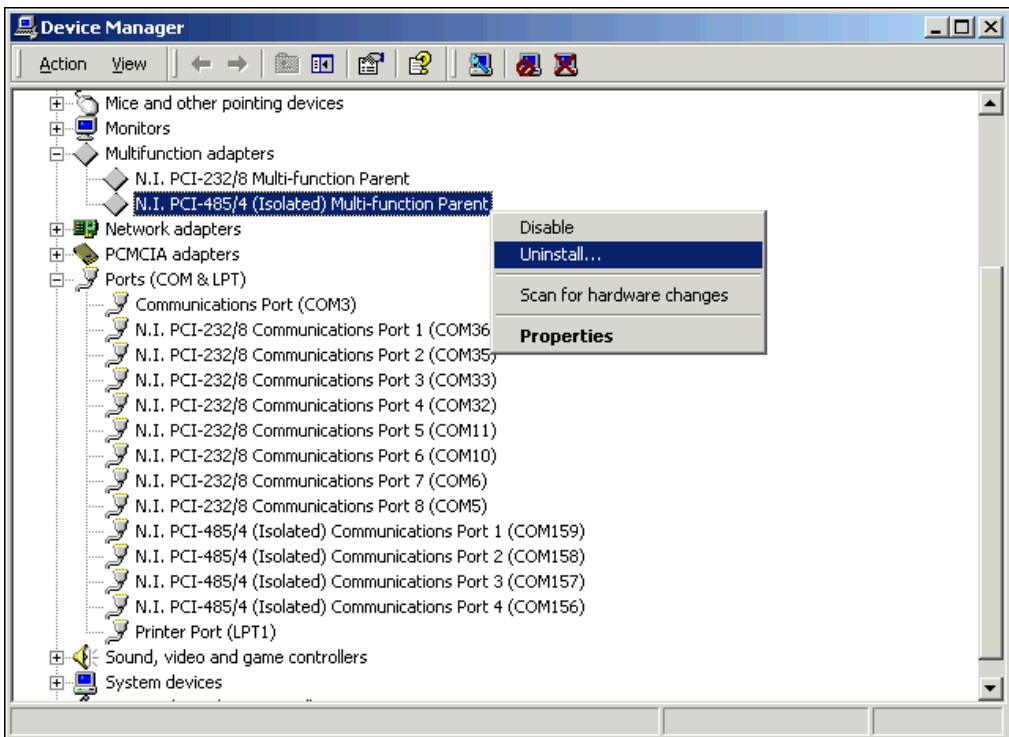 Device Manager
Action View
Mice and other pointing devices
Monitors
Multifunction adapters
N.I. PCI-232/8 Multi-function Parent
N.I. PCI-485/4 (Isolated) Multi-function Parent
Disable
Uninstall...
Scan for hardware changes
Properties
Network adapters
PCMCIA adapters
Ports (COM & LPT)
Communications Port (COM3)
N.I. PCI-232/8 Communications Port 1 (COM36
N.I. PCI-232/8 Communications Port 2 (COM35)
N.I. PCI-232/8 Communications Port 3 (COM33)
N.I. PCI-232/8 Communications Port 4 (COM32)
N.I. PCI-232/8 Communications Port 5 (COM11)
N.I. PCI-232/8 Communications Port 6 (COM10)
N.I. PCI-232/8 Communications Port 7 (COM6)
N.I. PCI-232/8 Communications Port 8 (COM5)
N.I. PCI-485/4 (Isolated) Communications Port 1 (COM159)
N.I. PCI-485/4 (Isolated) Communications Port 2 (COM158)
N.I. PCI-485/4 (Isolated) Communications Port 3 (COM157)
N.I. PCI-485/4 (Isolated) Communications Port 4 (COM156)
Printer Port (LPT1)
Sound, video and game controllers
System devices